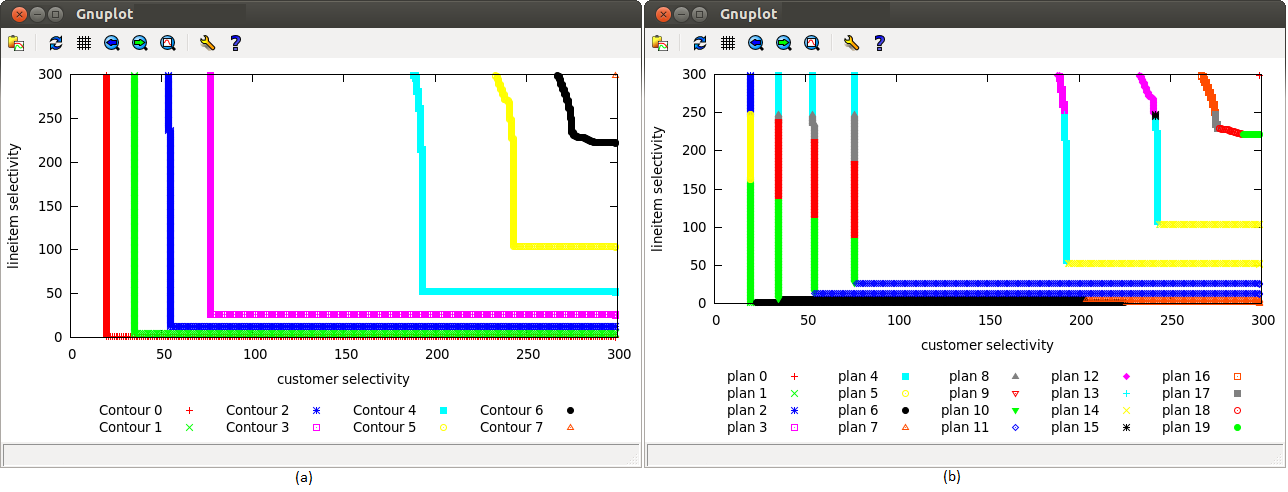 Gnuplot
300
250
200
150
100
50
0
lineitem selectivity
0 50 100 150 200 250 300
customer selectivity
Contour 0 Contour 2 Contour 4 Contour 6
Contour 1 Contour 3 Contour 5 Contour 7
(a)
Gnuplot
300
250
200
150
100
50
0
lineitem selectivity
0 50 100 150 200 250 300
customer selectivity
plan 0 plan 4 plan 8 plan 12 plan 16
plan 1 plan 5 plan 9 plan 13 plan 17
plan 2 plan 6 plan 10 plan 14 plan 18
plan 3 plan 7 plan 11 plan 15 plan 19
(b)